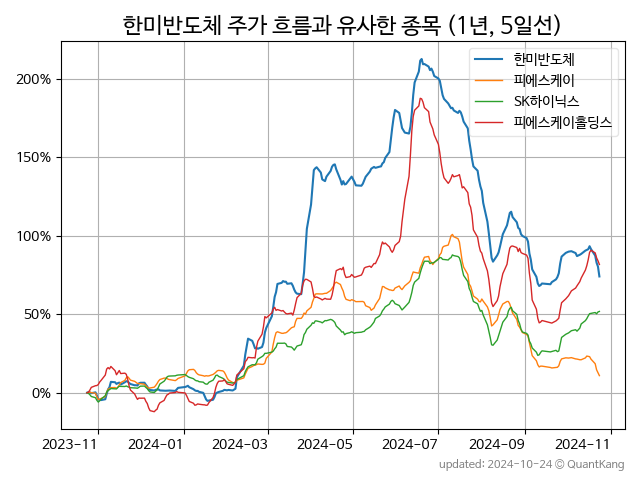 한미반도체 주가 흐름과 유사한 종목 (1년, 5일선)
한미반도체
피에스케이
SK하이닉스
피에스케이홀딩스
200%
150%
100%
50%
0%
2023-11 2024-01 2024-03 2024-05 2024-07 2024-09 2024-11
updated: 2024-10-24 © QuantKang